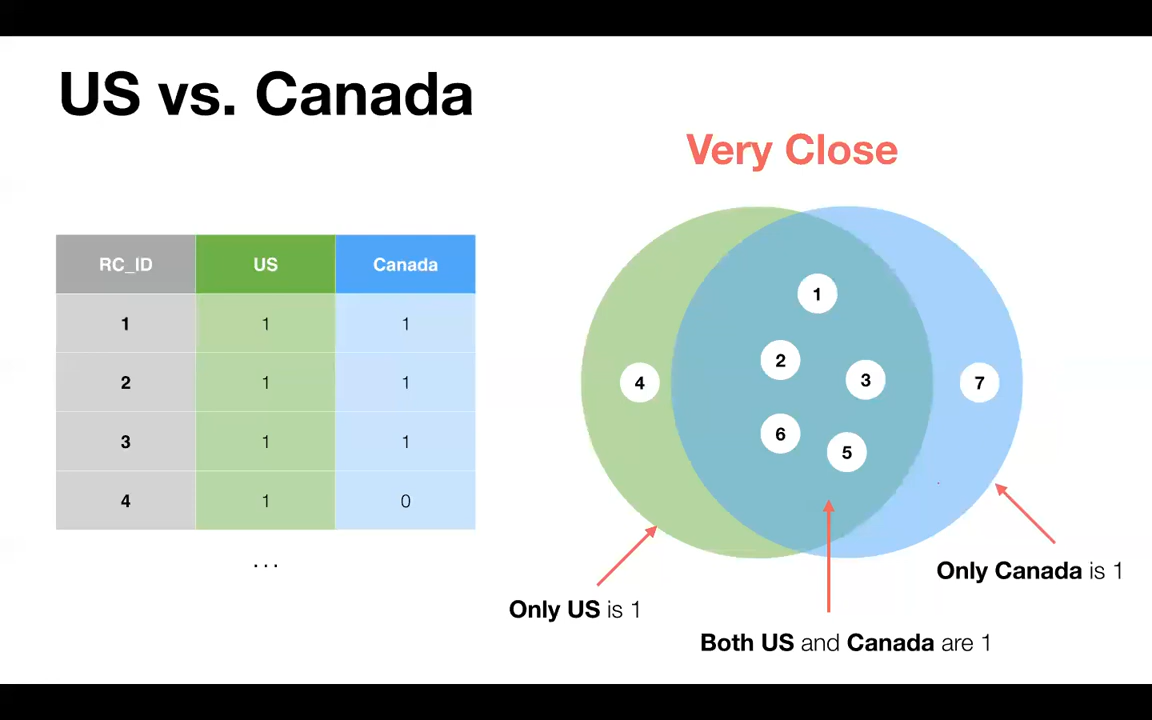 US vs. Canada
Very Close
RC_ID US Canada
1 1 1
2 1 1
3 1 1
4 1 0
...
1
2
3
4
7
6
5
Only US is 1
Both US and Canada are 1
Only Canada is 1